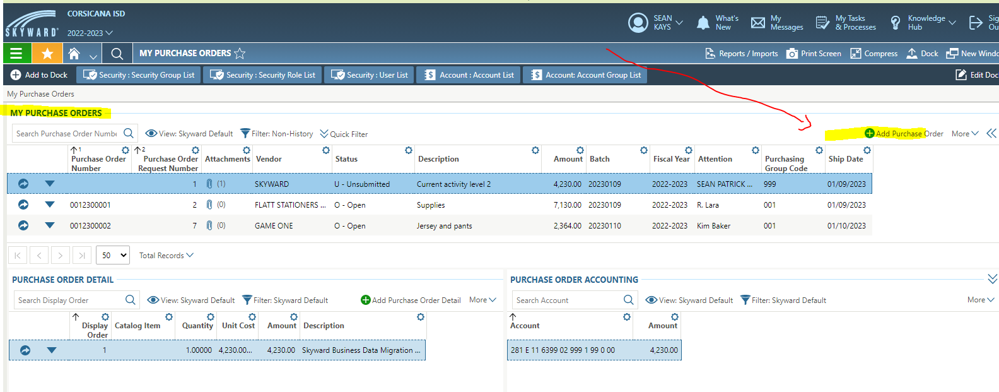 CORSICANA ISD
SKYWARD
2022-2023
SEAN KAYS
What's New
My Messages
My Tasks & Processes
Knowledge Hub
MY PURCHASE ORDERS
Reports / Imports
Print Screen
Compress
Dock
New
Add to Dock
Security : Security Group List
Security : Security Role List
Security : User List
Account : Account List
Account: Account Group List
Edit
My Purchase Orders
MY PURCHASE ORDERS
Search Purchase Order
View: Skyward Default
Filter: Non-History
Quick Filter
Add Purchase Order
More
1 Purchase Order Number
2 Purchase Order Request Number
Attachments
Vendor
Status
Description
Amount
Batch
Fiscal Year
Attention
Purchasing Group Code
Ship Date
1 (1) SKYWARD U - Unsubmitted Current activity level 2 4,230.00 20230109 2022-2023 SEAN PATRICK ... 999 01/09/2023
0012300001 2 (0) FLATT STATIONERS ... O - Open Supplies 7,130.00 20230109 2022-2023 R. Lara 001 01/09/2023
0012300002 7 (0) GAME ONE O - Open Jersey and pants 2,364.00 20230110 2022-2023 Kim Baker 001 01/10/2023
50
Total Records
PURCHASE ORDER DETAIL
Search Display Order
View: Skyward Default
Filter: Skyward Default
Add Purchase Order Detail
More
Display Order
Catalog Item
Quantity
Unit Cost
Amount
Description
1 1.00000 4,230.00... 4,230.00 Skyward Business Data Migration ...
PURCHASE ORDER ACCOUNTING
Search Account
View: Skyward Default
Filter: Skyward Default
More
Account
Amount
281 E 11 6399 02 999 1 99 0 00 4,230.00